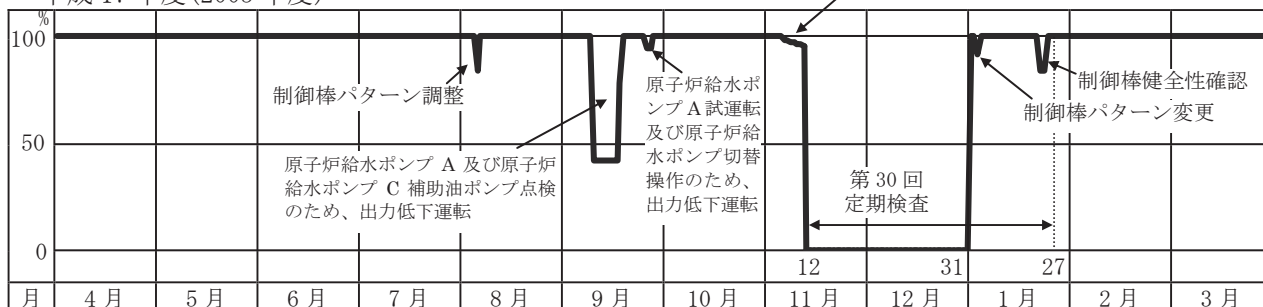 平成 17 年度(2005 年度)
%
100
50
0
制御棒パターン調整
原子炉給水ポンプ A 及び原子炉
給水ポンプ C 補助油ポンプ点検
のため、出力低下運転
原子炉給水ポ
ンプ A 試運転
及び原子炉給
水ポンプ切替
操作のため、
出力低下運転
第 30 回
定期検査
制御棒健全性確認
制御棒パターン変更
12
31
27
月 4 月 5 月 6 月 7 月 8 月 9 月 10 月 11 月 12 月 1 月 2 月 3 月